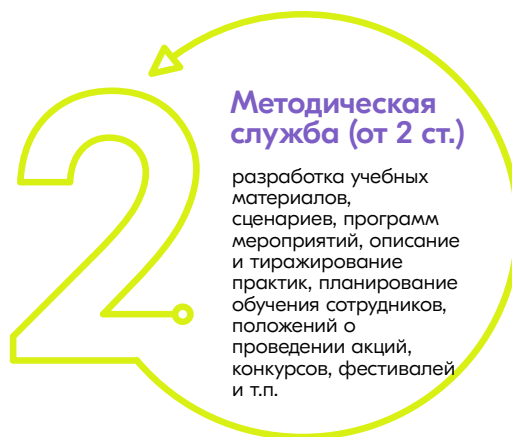 2
Методическая
служба (от 2 ст.)
разработка учебных
материалов,
сценариев, программ
мероприятий, описание
и тиражирование
практик, планирование
обучения сотрудников,
положений о
проведении акций,
конкурсов, фестивалей
и т.п.